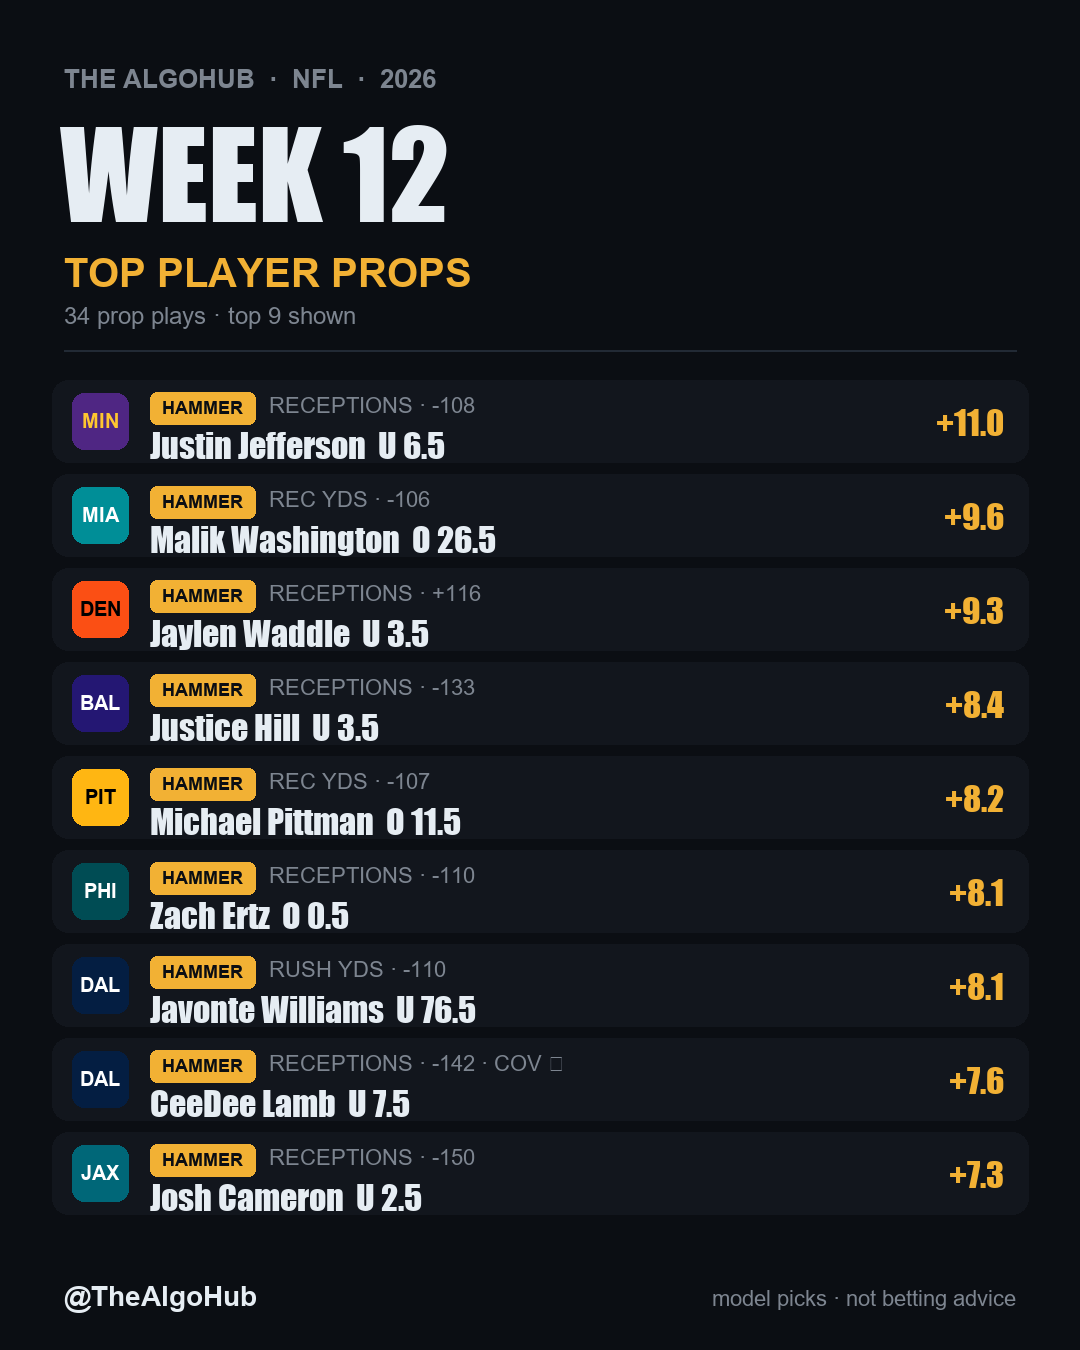 THE ALGOHUB · NFL · 2026
WEEK 12
TOP PLAYER PROPS
34 prop plays · top 9 shown
MIN HAMMER RECEPTIONS · -108
Justin Jefferson U 6.5
+11.0
MIA HAMMER REC YDS · -106
Malik Washington O 26.5
+9.6
DEN HAMMER RECEPTIONS · +116
Jaylen Waddle U 3.5
+9.3
BAL HAMMER RECEPTIONS · -133
Justice Hill U 3.5
+8.4
PIT HAMMER REC YDS · -107
Michael Pittman O 11.5
+8.2
PHI HAMMER RECEPTIONS · -110
Zach Ertz O 0.5
+8.1
DAL HAMMER RUSH YDS · -110
Javonte Williams U 76.5
+8.1
DAL HAMMER RECEPTIONS · -142 · COV □
CeeDee Lamb U 7.5
+7.6
JAX HAMMER RECEPTIONS · -150
Josh Cameron U 2.5
+7.3
@TheAlgoHub
model picks · not betting advice